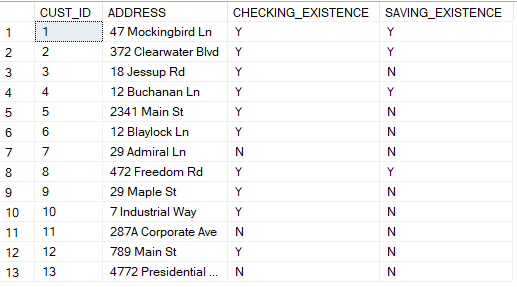 CUST_ID ADDRESS CHECKING_EXISTENCE SAVING_EXISTENCE
1 1 47 Mockingbird Ln Y Y
2 2 372 Clearwater Blvd Y Y
3 3 18 Jessup Rd Y N
4 4 12 Buchanan Ln Y Y
5 5 2341 Main St Y N
6 6 12 Blaylock Ln Y N
7 7 29 Admiral Ln N N
8 8 472 Freedom Rd Y Y
9 9 29 Maple St Y N
10 10 7 Industrial Way Y N
11 11 287A Corporate Ave N N
12 12 789 Main St Y N
13 13 4772 Presidential ... N N